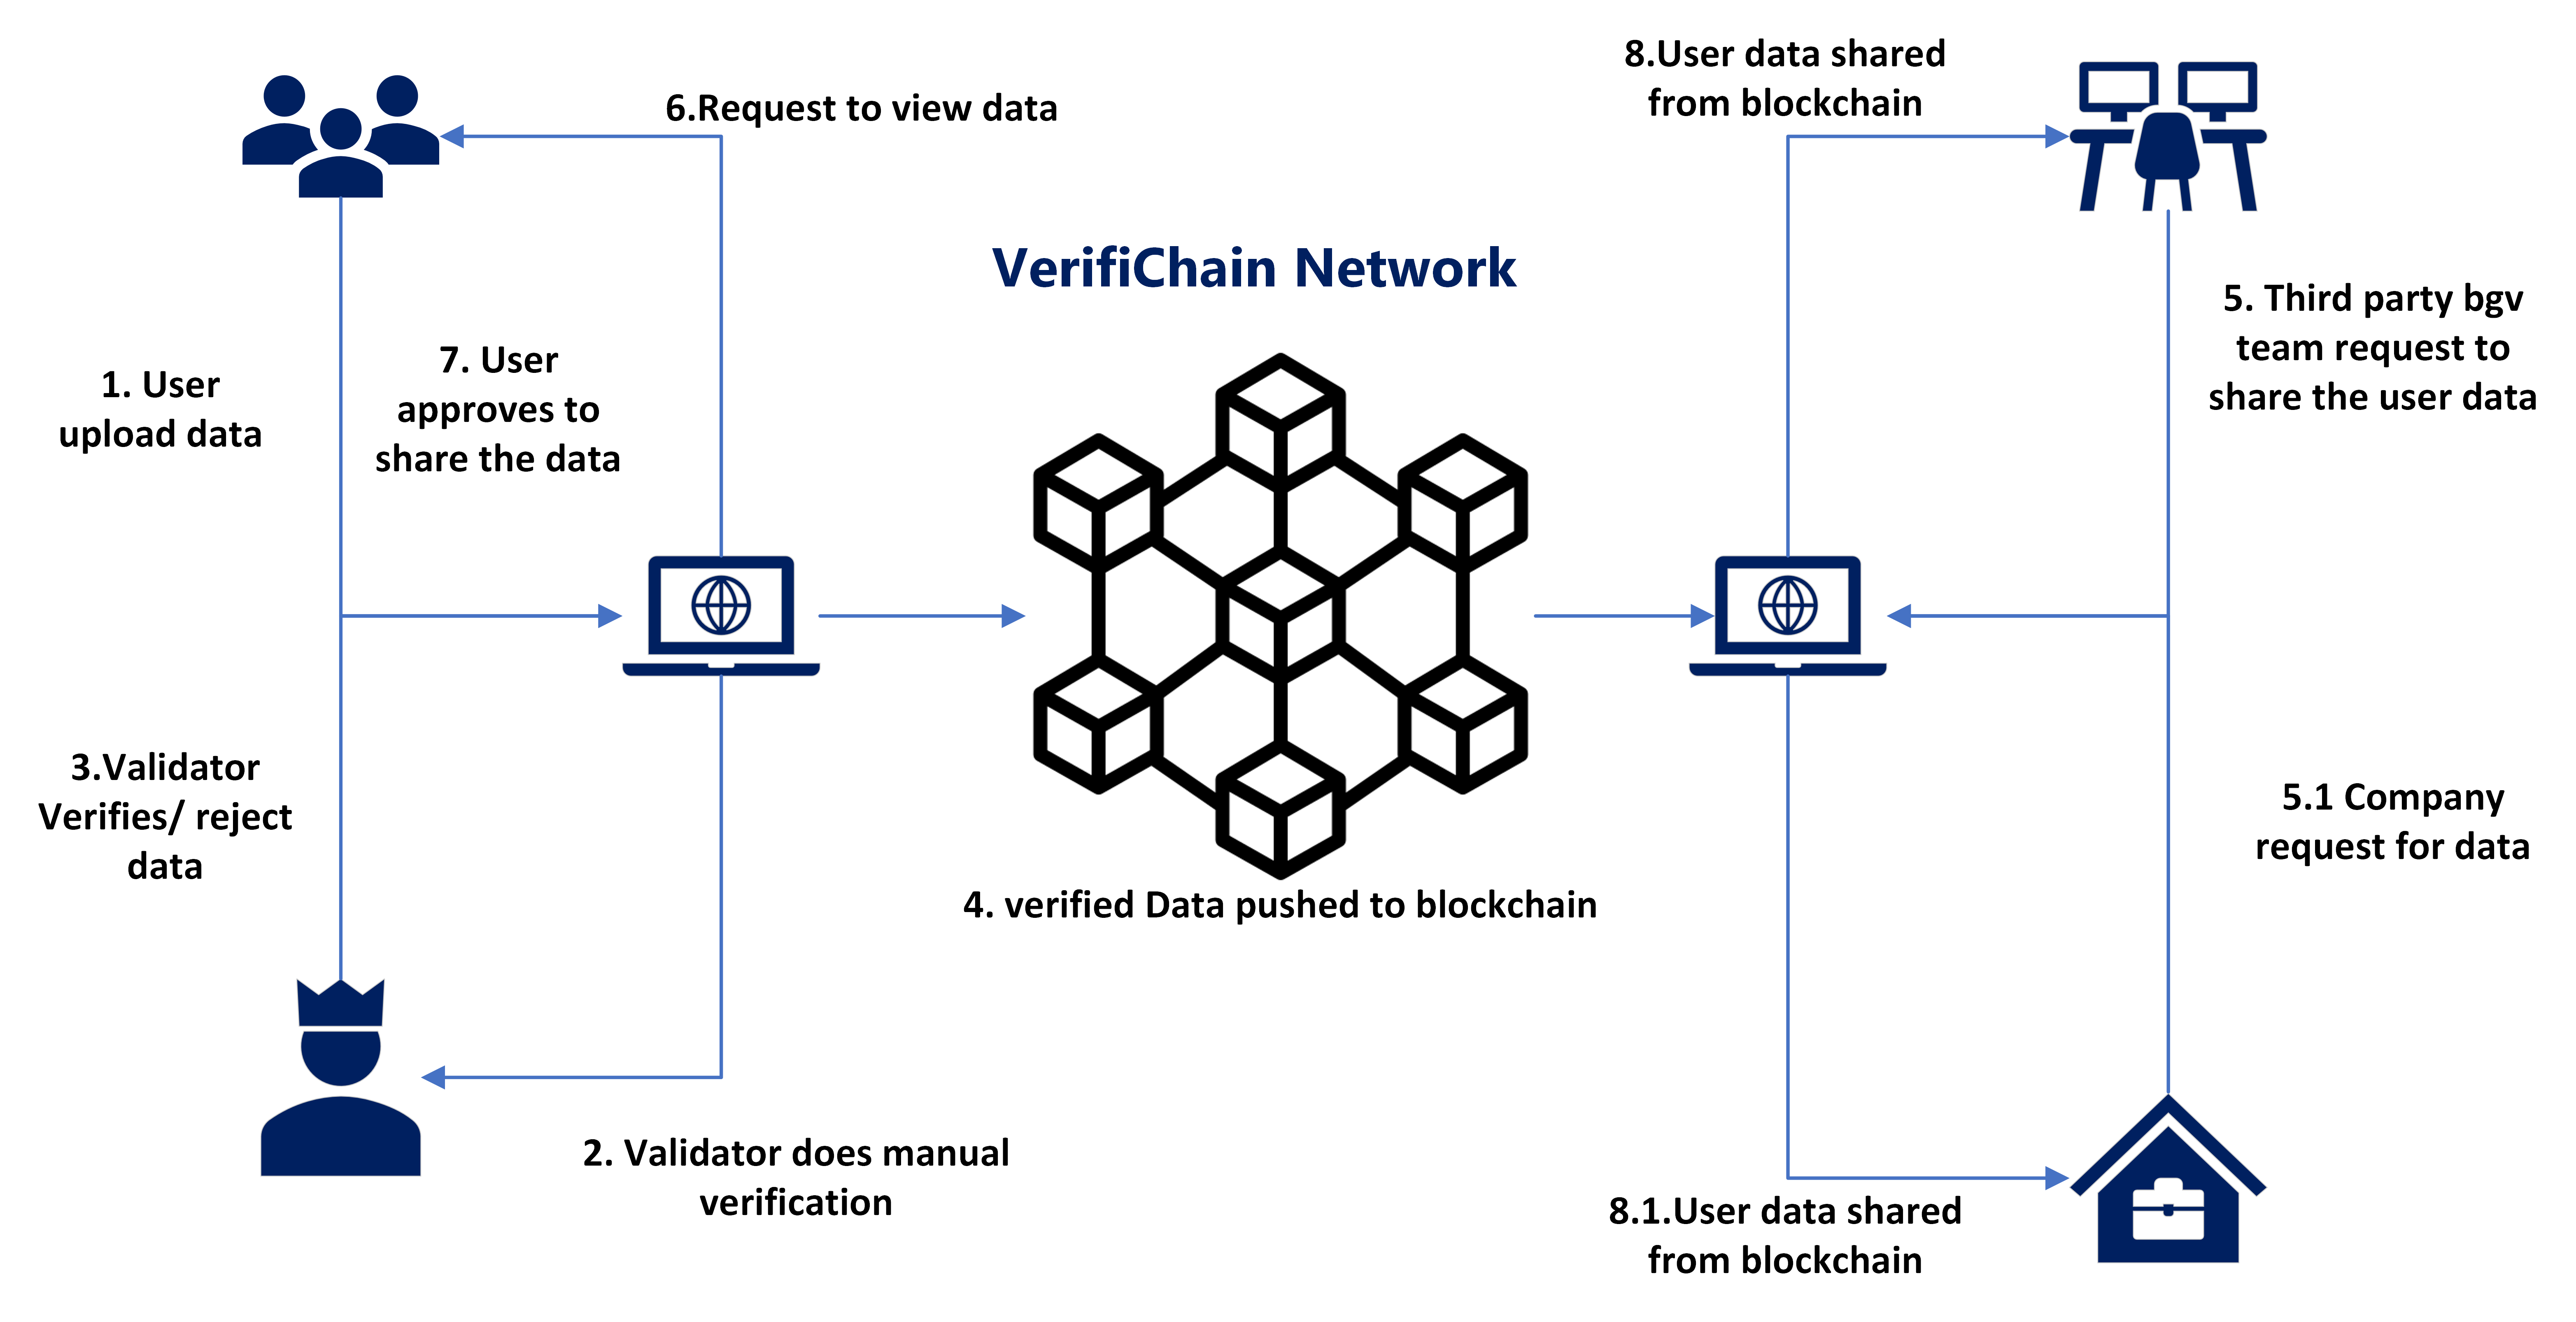 8.User data shared
from blockchain
6.Request to view data
VerifiChain Network
5. Third party bgv
team request to
share the user data
7. User
approves to
share the data
1. User
upload data
3.Validator
Verifies/ reject
data
5.1 Company
request for data
4. verified Data pushed to blockchain
2. Validator does manual
verification
8.1.User data shared
from blockchain